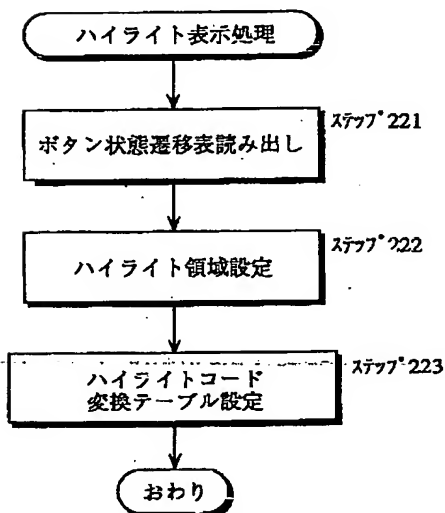 ハイライト表示処理
ボタン状態遷移表読み出し
ステップ221
ハイライト領域設定
ステップ222
ハイライトコード
変換テーブル設定
ステップ223
おわり